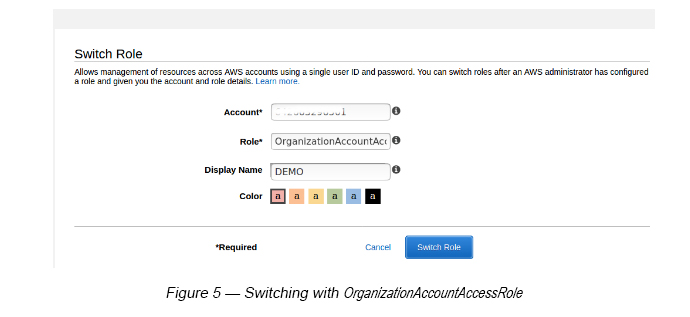 Switch Role
Allows management of resources across AWS accounts using a single user ID and password. You can switch roles after an AWS administrator has configured
a role and given you the account and role details. Learn more.
Account*
Role* OrganizationAccountAcc
Display Name DEMO
Color a a a a a a
*Required Cancel Switch Role
Figure 5 — Switching with OrganizationAccountAccessRole